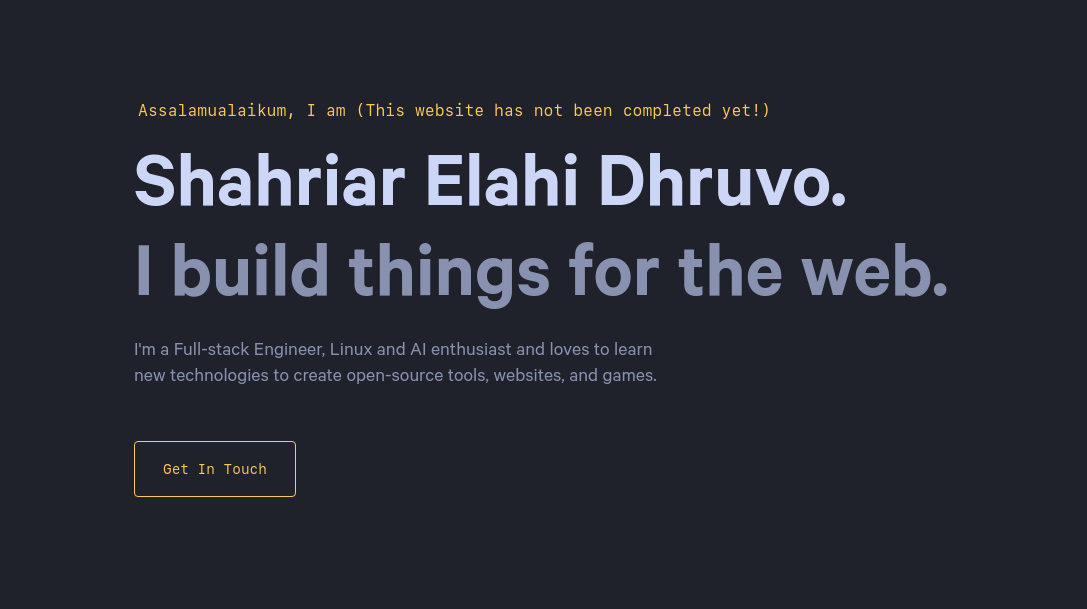 Assalamualaikum, I am (This website has not been completed yet!)
Shahriar Elahi Dhruvo.
I build things for the web.
I'm a Full-stack Engineer, Linux and AI enthusiast and loves to learn
new technologies to create open-source tools, websites, and games.
Get In Touch